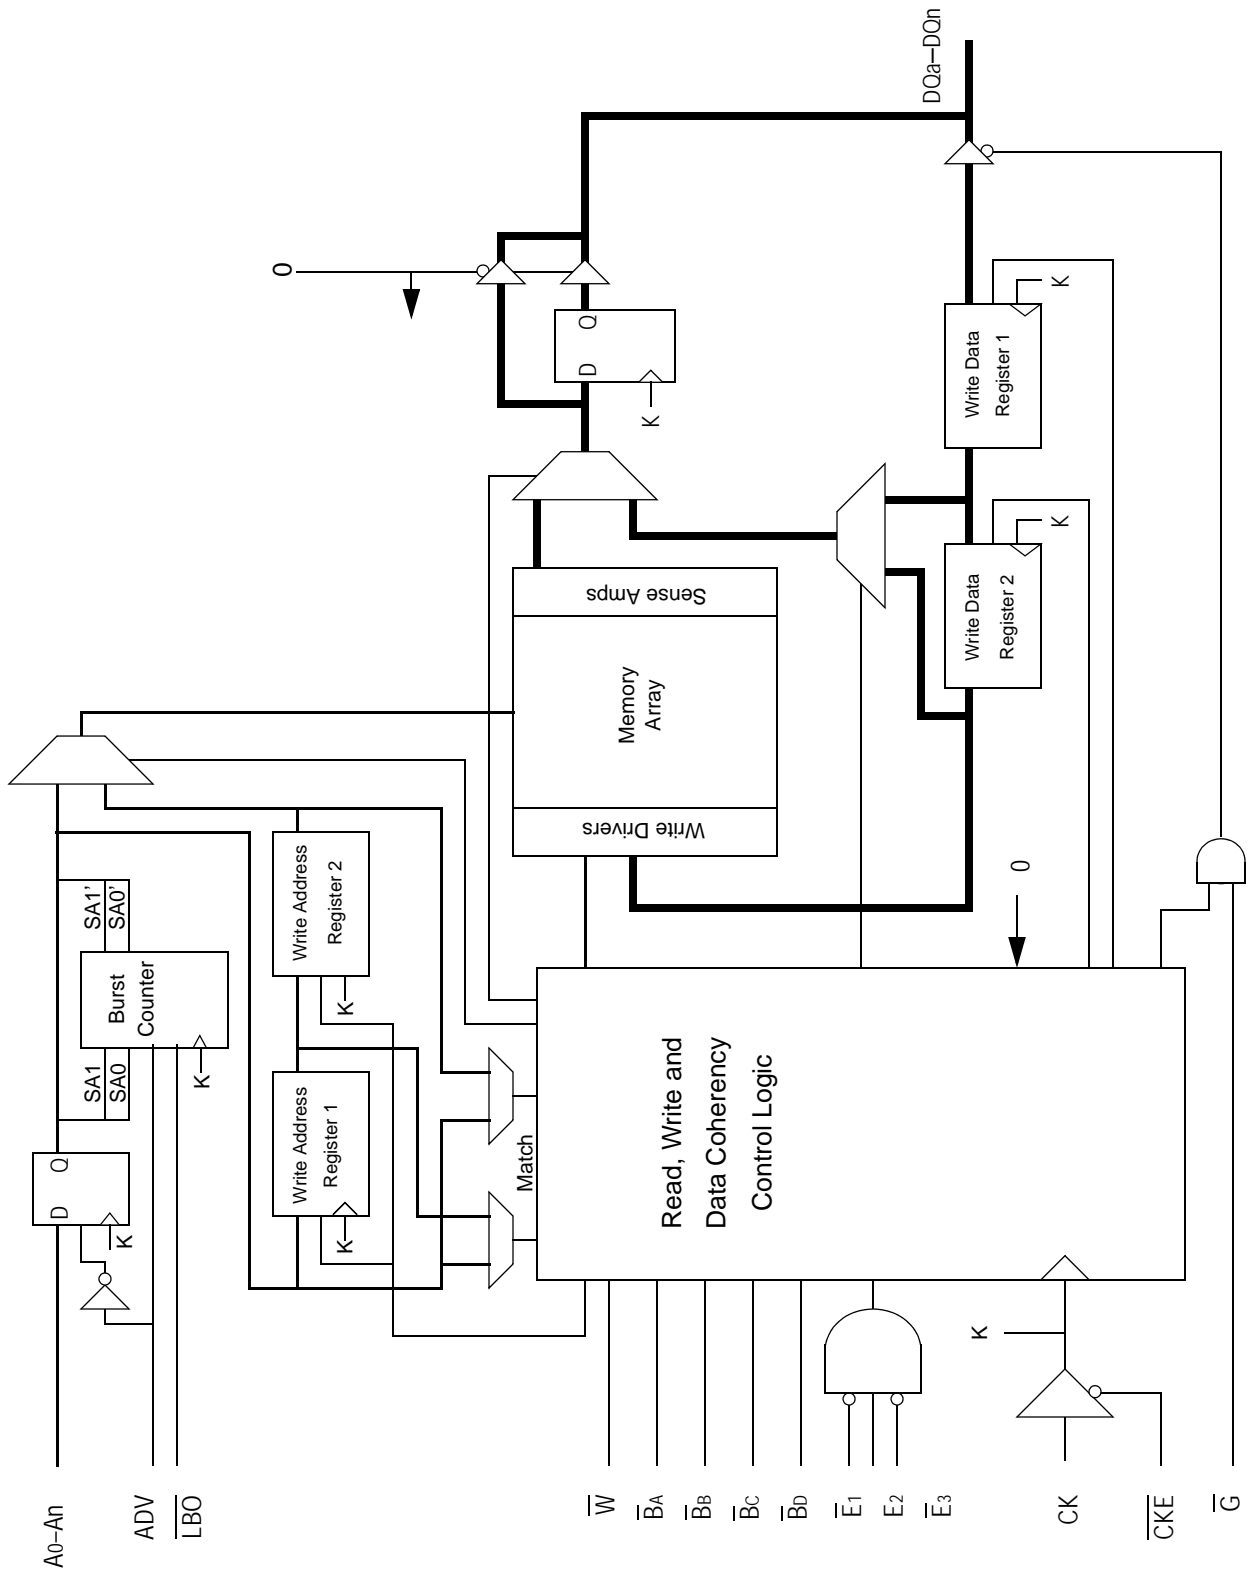 A0–An
ADV
LBO
W
BA
BB
BC
BD
E1
E2
E3
CK
CKE
G
D Q
K
SA1
SA0
Burst
Counter
SA1'
SA0'
K
Write Address
Register 1
K
Write Address
Register 2
K
Match
Read, Write and
Data Coherency
Control Logic
K
0
Write Drivers
Memory
Array
Sense Amps
D Q
K
0
Write Data
Register 2
K
Write Data
Register 1
K
DQa–DQn